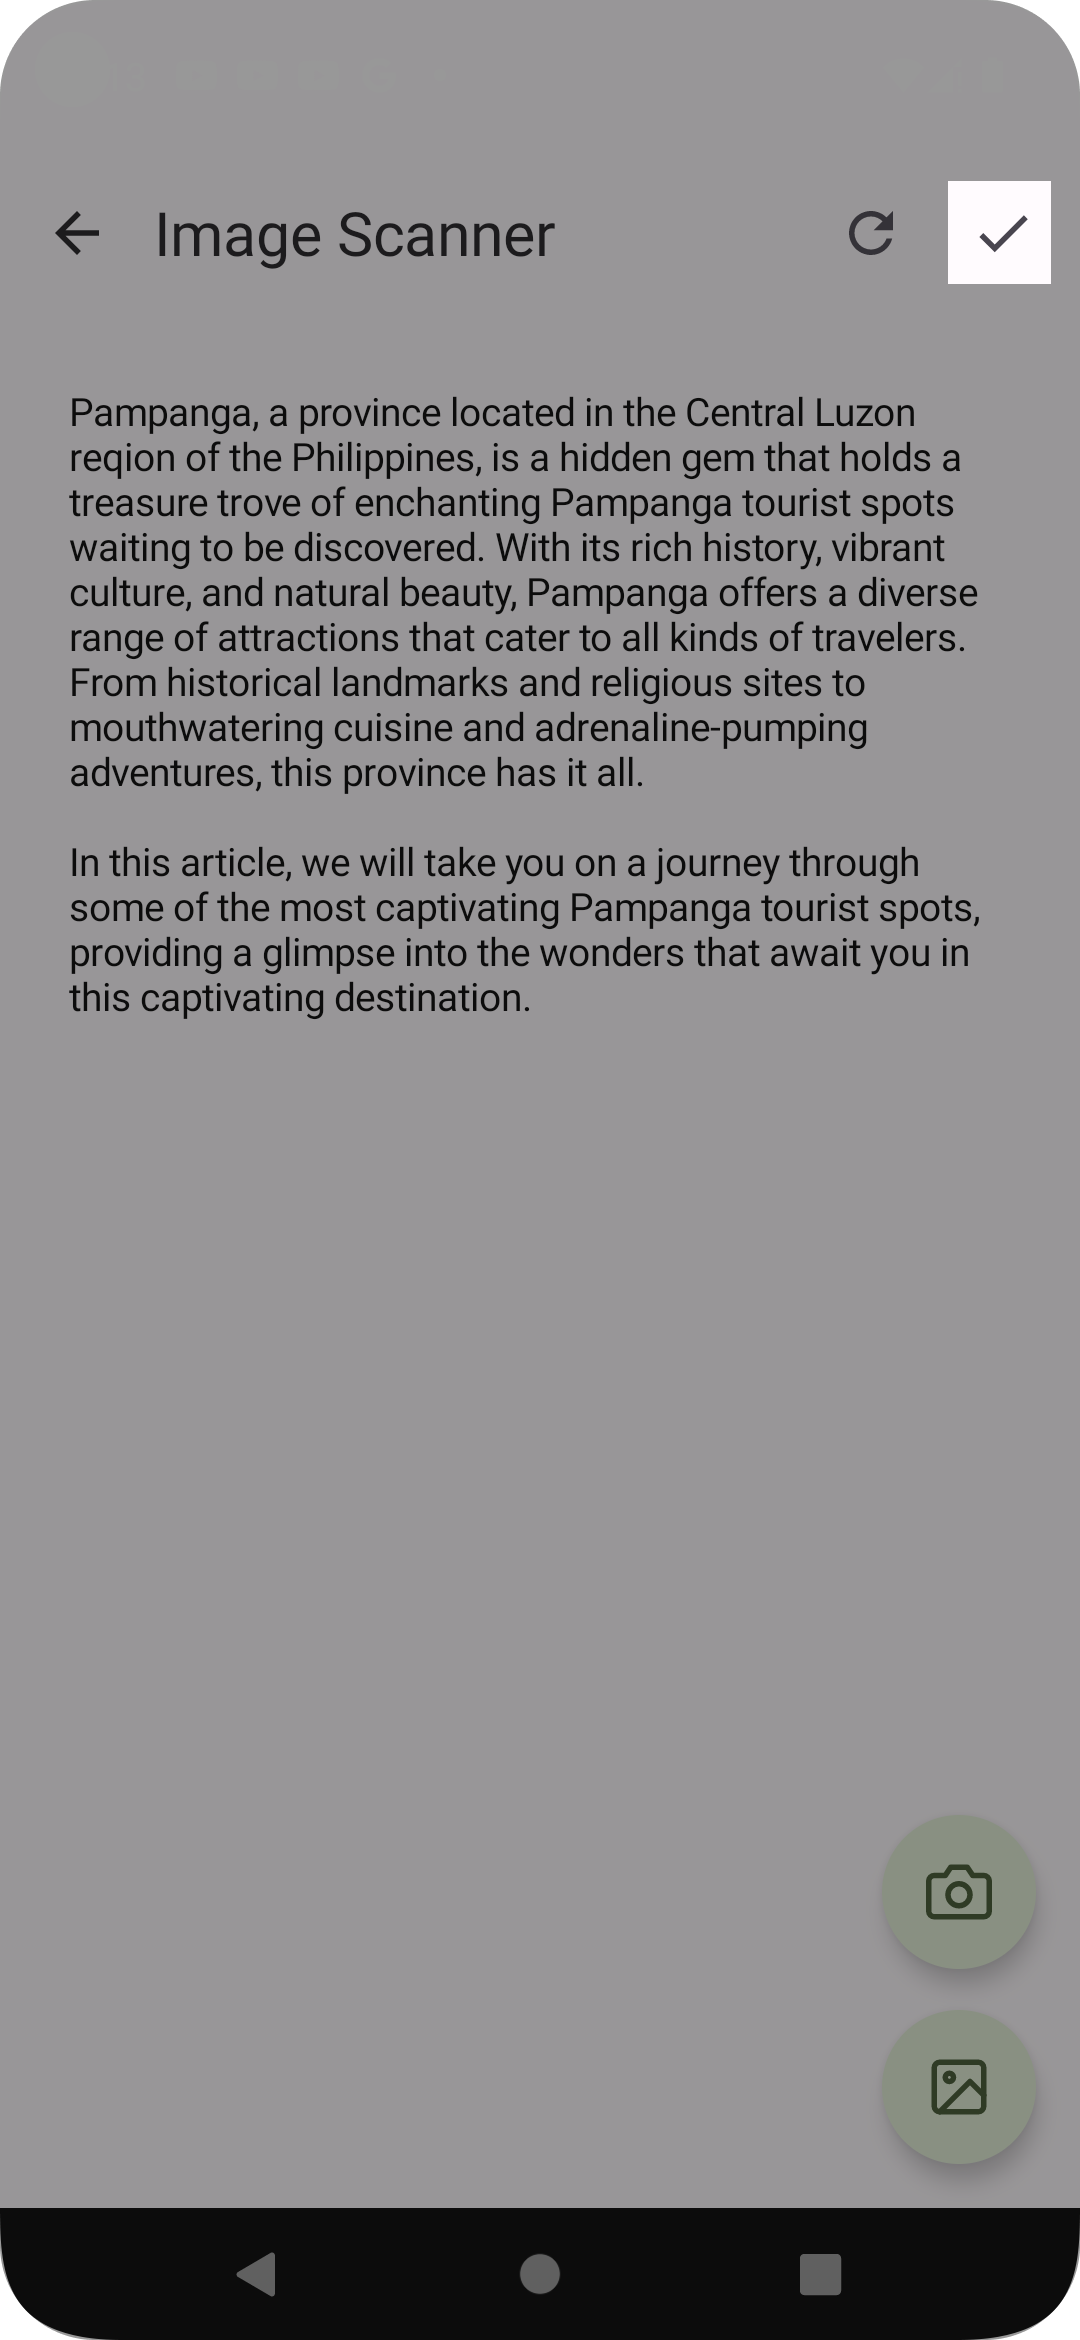 Image Scanner
Pampanga, a province located in the Central Luzon
reqion of the Philippines, is a hidden gem that holds a
treasure trove of enchanting Pampanga tourist spots
waiting to be discovered. With its rich history, vibrant
culture, and natural beauty, Pampanga offers a diverse
range of attractions that cater to all kinds of travelers.
From historical landmarks and religious sites to
mouthwatering cuisine and adrenaline-pumping
adventures, this province has it all.
In this article, we will take you on a journey through
some of the most captivating Pampanga tourist spots,
providing a glimpse into the wonders that await you in
this captivating destination.